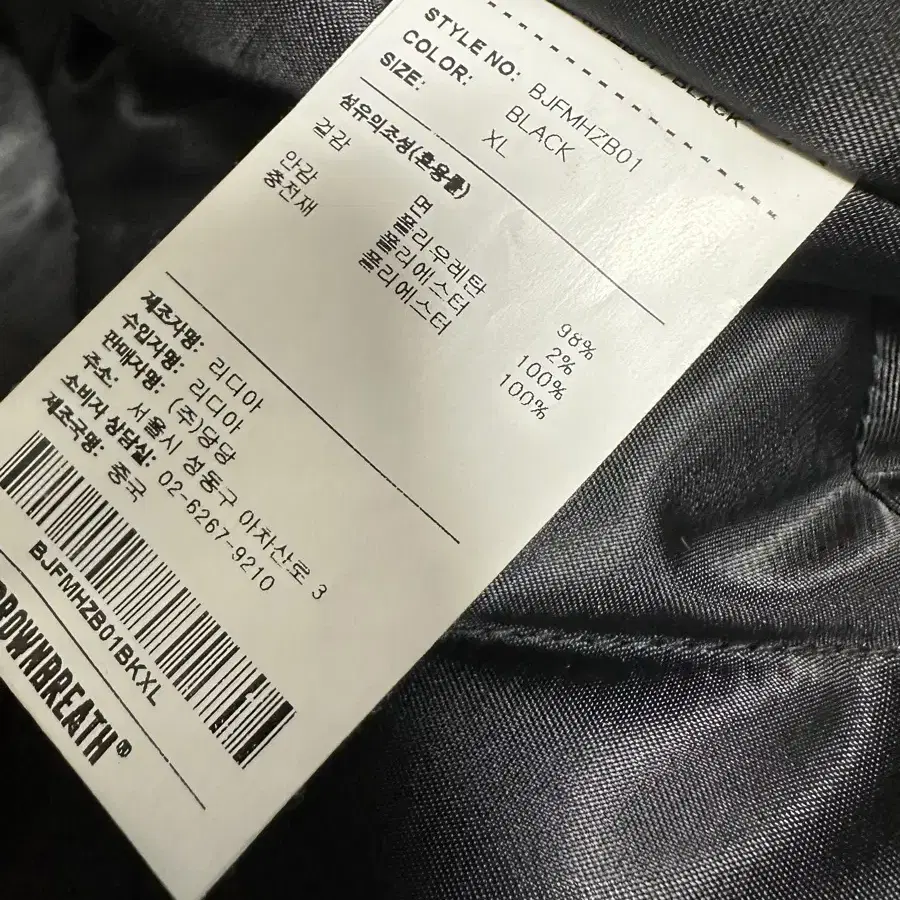 STYLE NO: BJFMHZB01
COLOR: BLACK
SIZE: XL
섬유의조성(혼용률)
겉감 면 98%
폴리우레탄 2%
안감 폴리에스터 100%
충전재 폴리에스터 100%
제조자명: 리디아
수입자명: 리디아
판매자명: (주)당당
주소: 서울시 성동구 아차산로 3
소비자 상담실: 02-6267-9210
제조국명: 중국
BJFMHZB01BKXL
BROWNBREATH®
BLACK